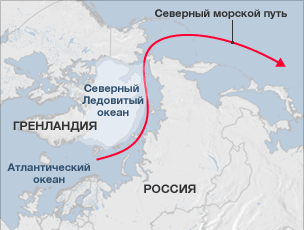 Северный морской путь
Северный
Ледовитый
океан
ГРЕНЛАНДИЯ
Атлантический
океан
РОССИЯ